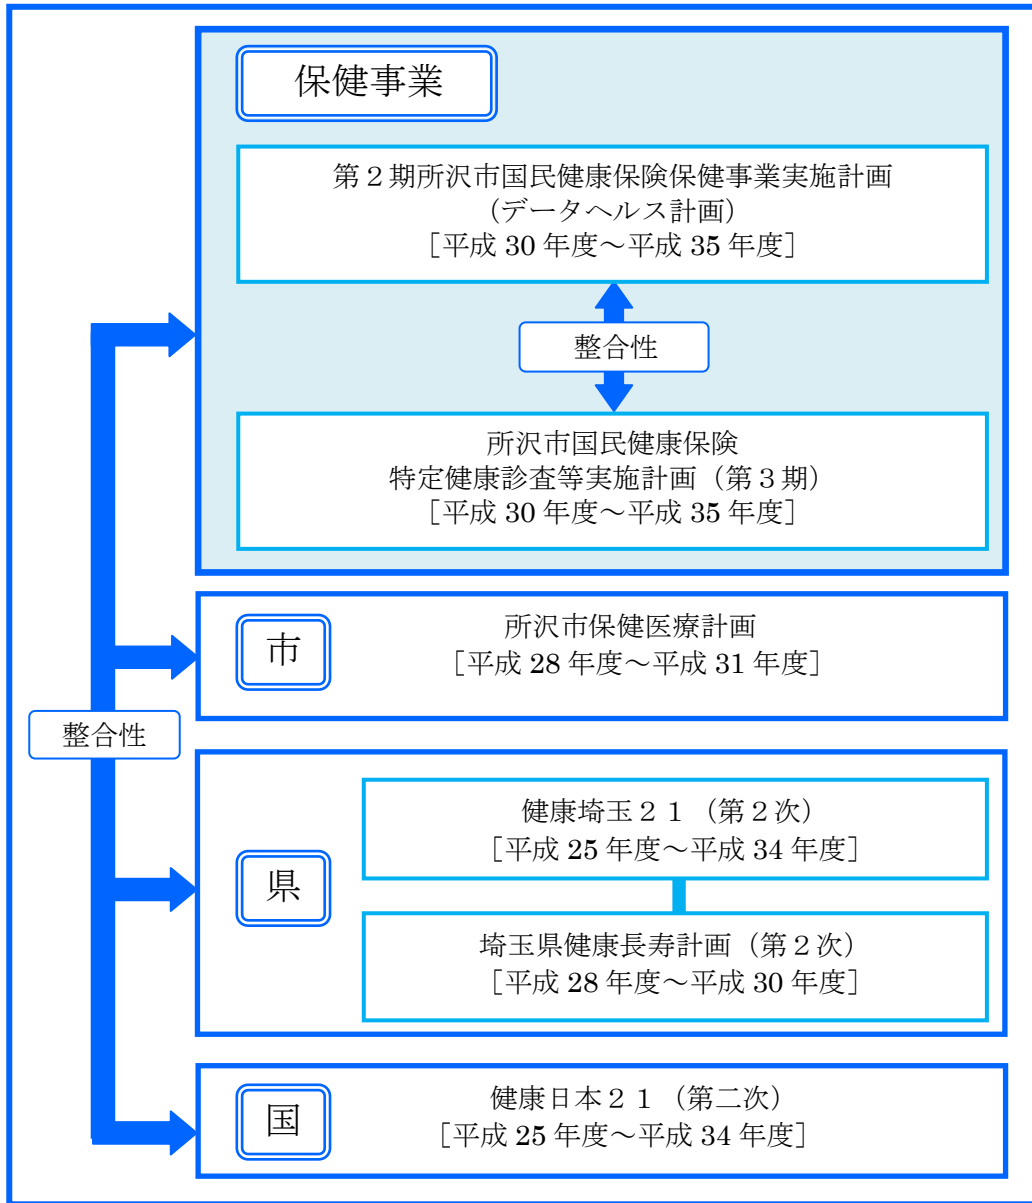 保健事業
第２期所沢市国民健康保険保健事業実施計画
（データヘルス計画）
［平成 30 年度～平成 35 年度］
整合性
所沢市国民健康保険
特定健康診査等実施計画（第３期）
［平成 30 年度～平成 35 年度］
市
所沢市保健医療計画
［平成 28 年度～平成 31 年度］
整合性
県
健康埼玉２１（第２次）
［平成 25 年度～平成 34 年度］
埼玉県健康長寿計画（第２次）
［平成 28 年度～平成 30 年度］
国
健康日本２１（第二次）
［平成 25 年度～平成 34 年度］